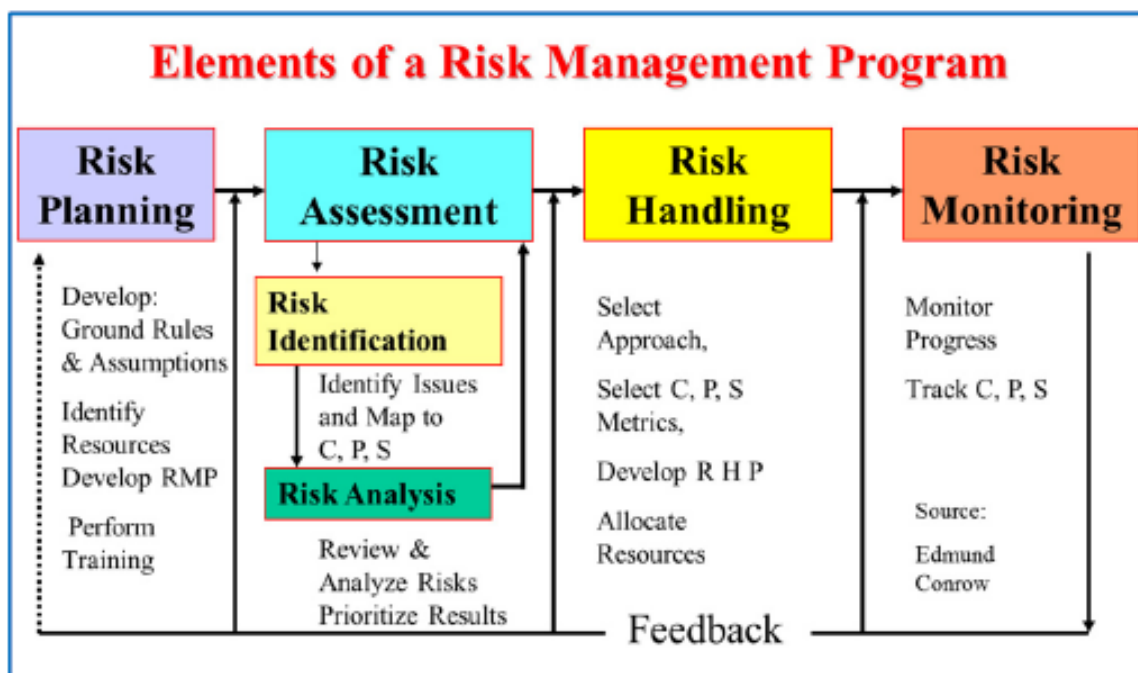 Elements of a Risk Management Program
Risk
Planning
Risk
Assessment
Risk
Handling
Risk
Monitoring
Develop:
Ground Rules
& Assumptions
Identify
Resources
Develop RMP
Perform
Training
Risk
Identification
Identify Issues
and Map to
C, P, S
Risk Analysis
Review &
Analyze Risks
Prioritize Results
Select
Approach,
Select C, P, S
Metrics,
Develop R H P
Allocate
Resources
Monitor
Progress
Track C, P, S
Source:
Edmund
Conrow
Feedback